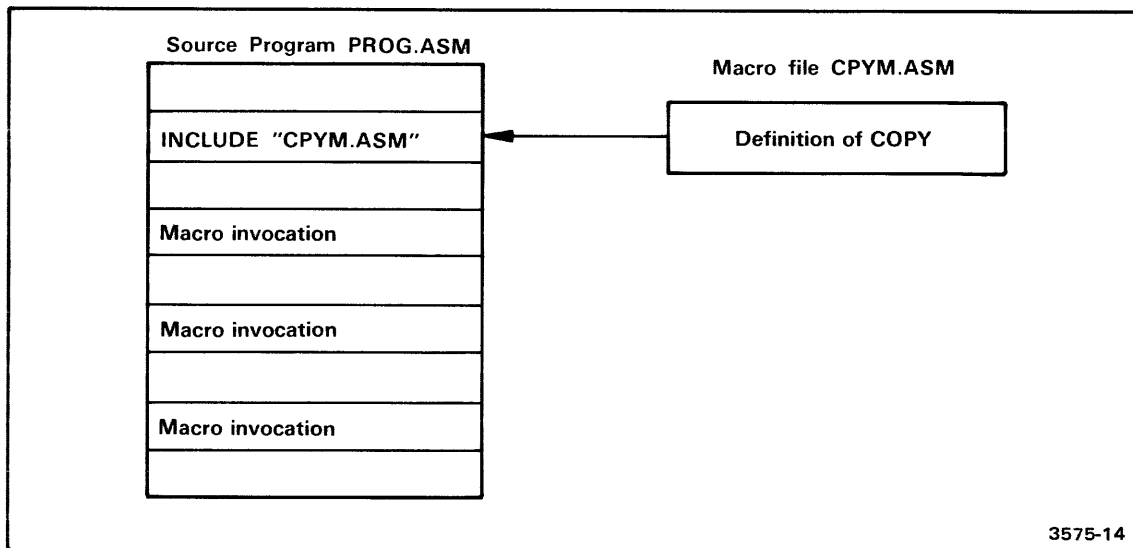 Source Program PROG.ASM
Macro file CPYM.ASM
INCLUDE "CPYM.ASM"
Definition of COPY
Macro invocation
Macro invocation
Macro invocation
3575-14